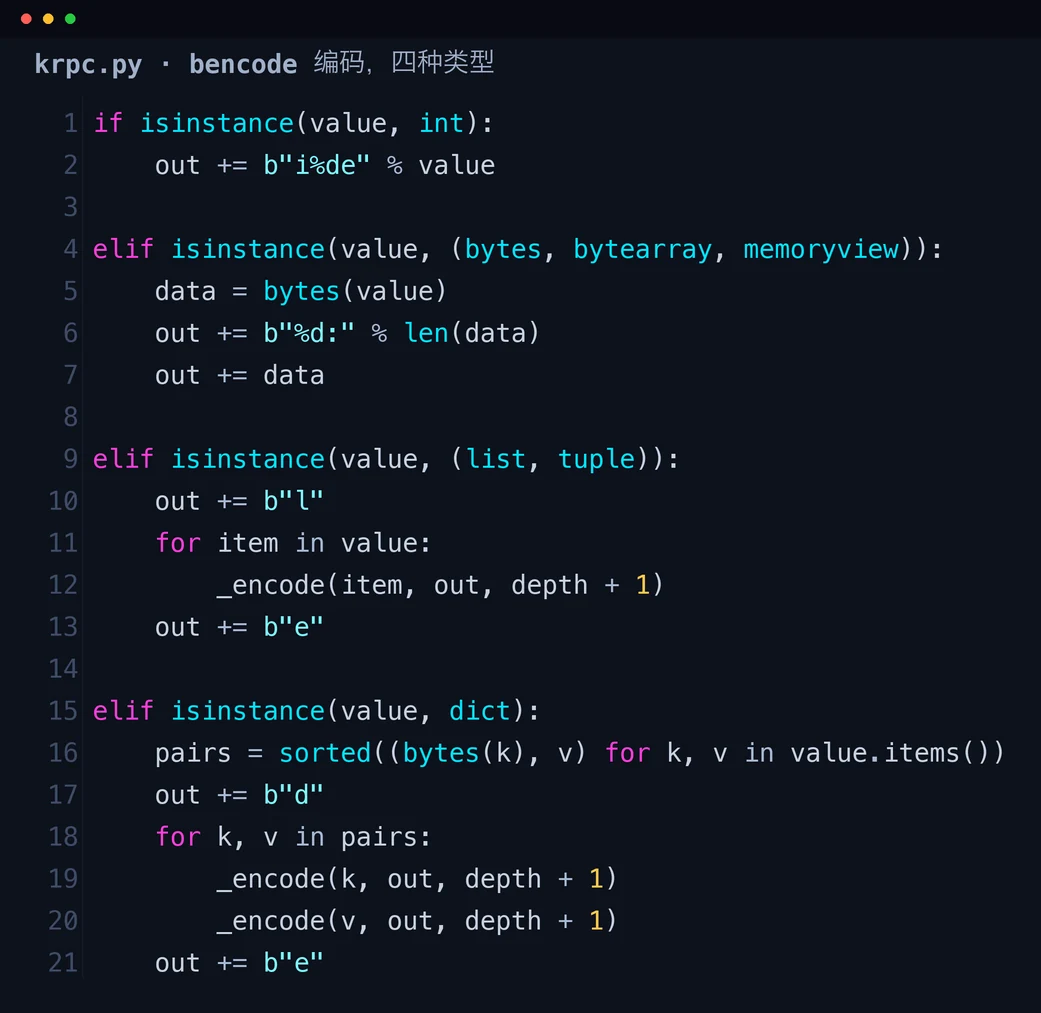 krpc.py · bencode 编码，四种类型
1 if isinstance(value, int):
2     out += b"i%de" % value
3
4 elif isinstance(value, (bytes, bytearray, memoryview)):
5     data = bytes(value)
6     out += b"%d:" % len(data)
7     out += data
8
9 elif isinstance(value, (list, tuple)):
10     out += b"l"
11     for item in value:
12         _encode(item, out, depth + 1)
13     out += b"e"
14
15 elif isinstance(value, dict):
16     pairs = sorted((bytes(k), v) for k, v in value.items())
17     out += b"d"
18     for k, v in pairs:
19         _encode(k, out, depth + 1)
20         _encode(v, out, depth + 1)
21     out += b"e"